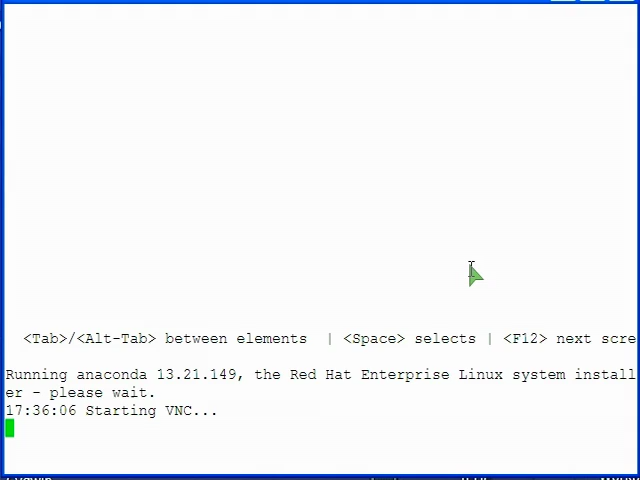 <Tab>/<Alt-Tab> between elements | <Space> selects | <F12> next scre
Running anaconda 13.21.149, the Red Hat Enterprise Linux system install
er - please wait.
17:36:06 Starting VNC...